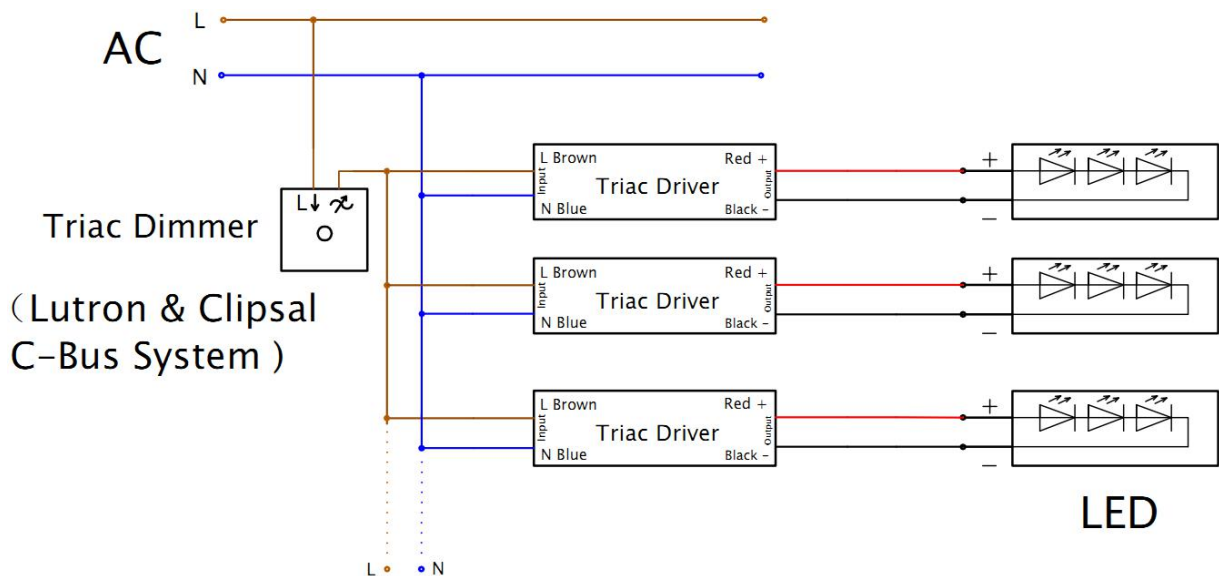 L
AC
N
L Brown
Red +
Input
Triac Driver
Output
N Blue
Black -
+
−
L
Triac Dimmer
(Lutron & Clipsal
C-Bus System )
L Brown
Red +
Input
Triac Driver
Output
N Blue
Black -
+
−
L Brown
Red +
Input
Triac Driver
Output
N Blue
Black -
+
−
LED
L
N